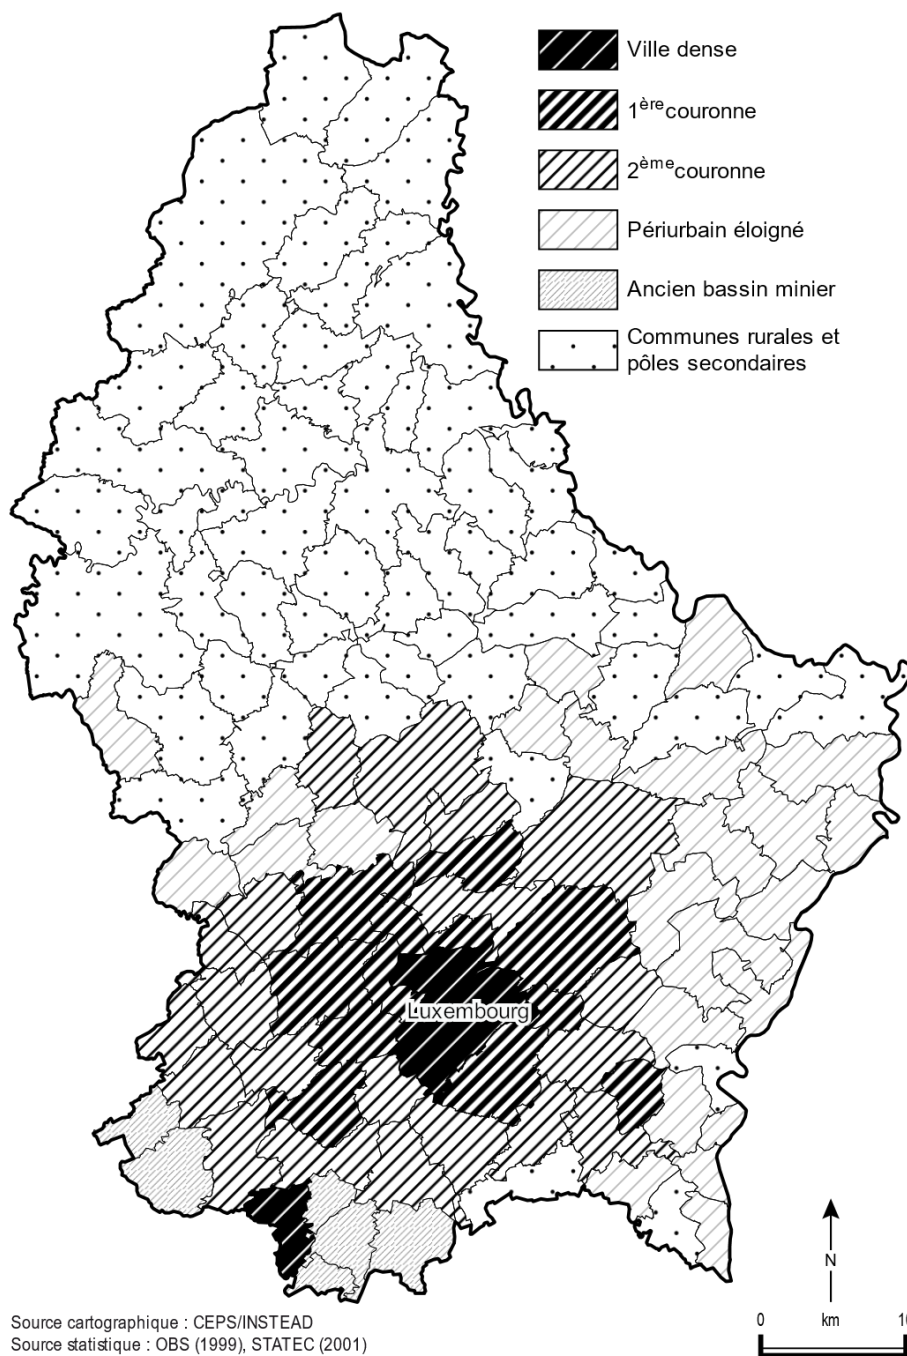 Ville dense
1ère couronne
2ème couronne
Périurbain éloigné
Ancien bassin minier
Communes rurales et
pôles secondaires
Luxembourg
N
0 km 10
Source cartographique : CEPS/INSTEAD
Source statistique : OBS (1999), STATEC (2001)